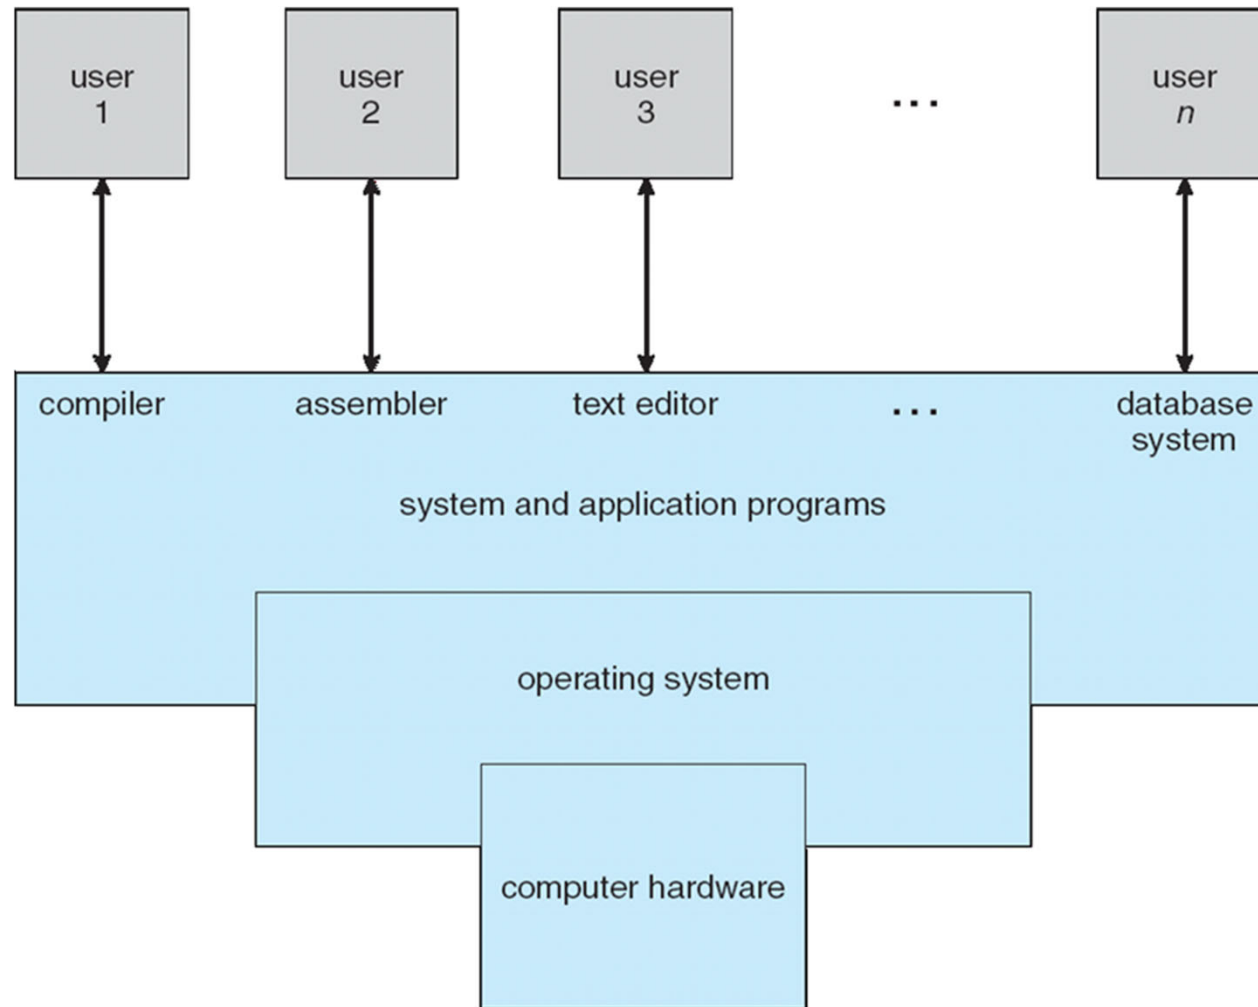 user
1
user
2
user
3
...
user
n
compiler
assembler
text editor
...
database
system
system and application programs
operating system
computer hardware